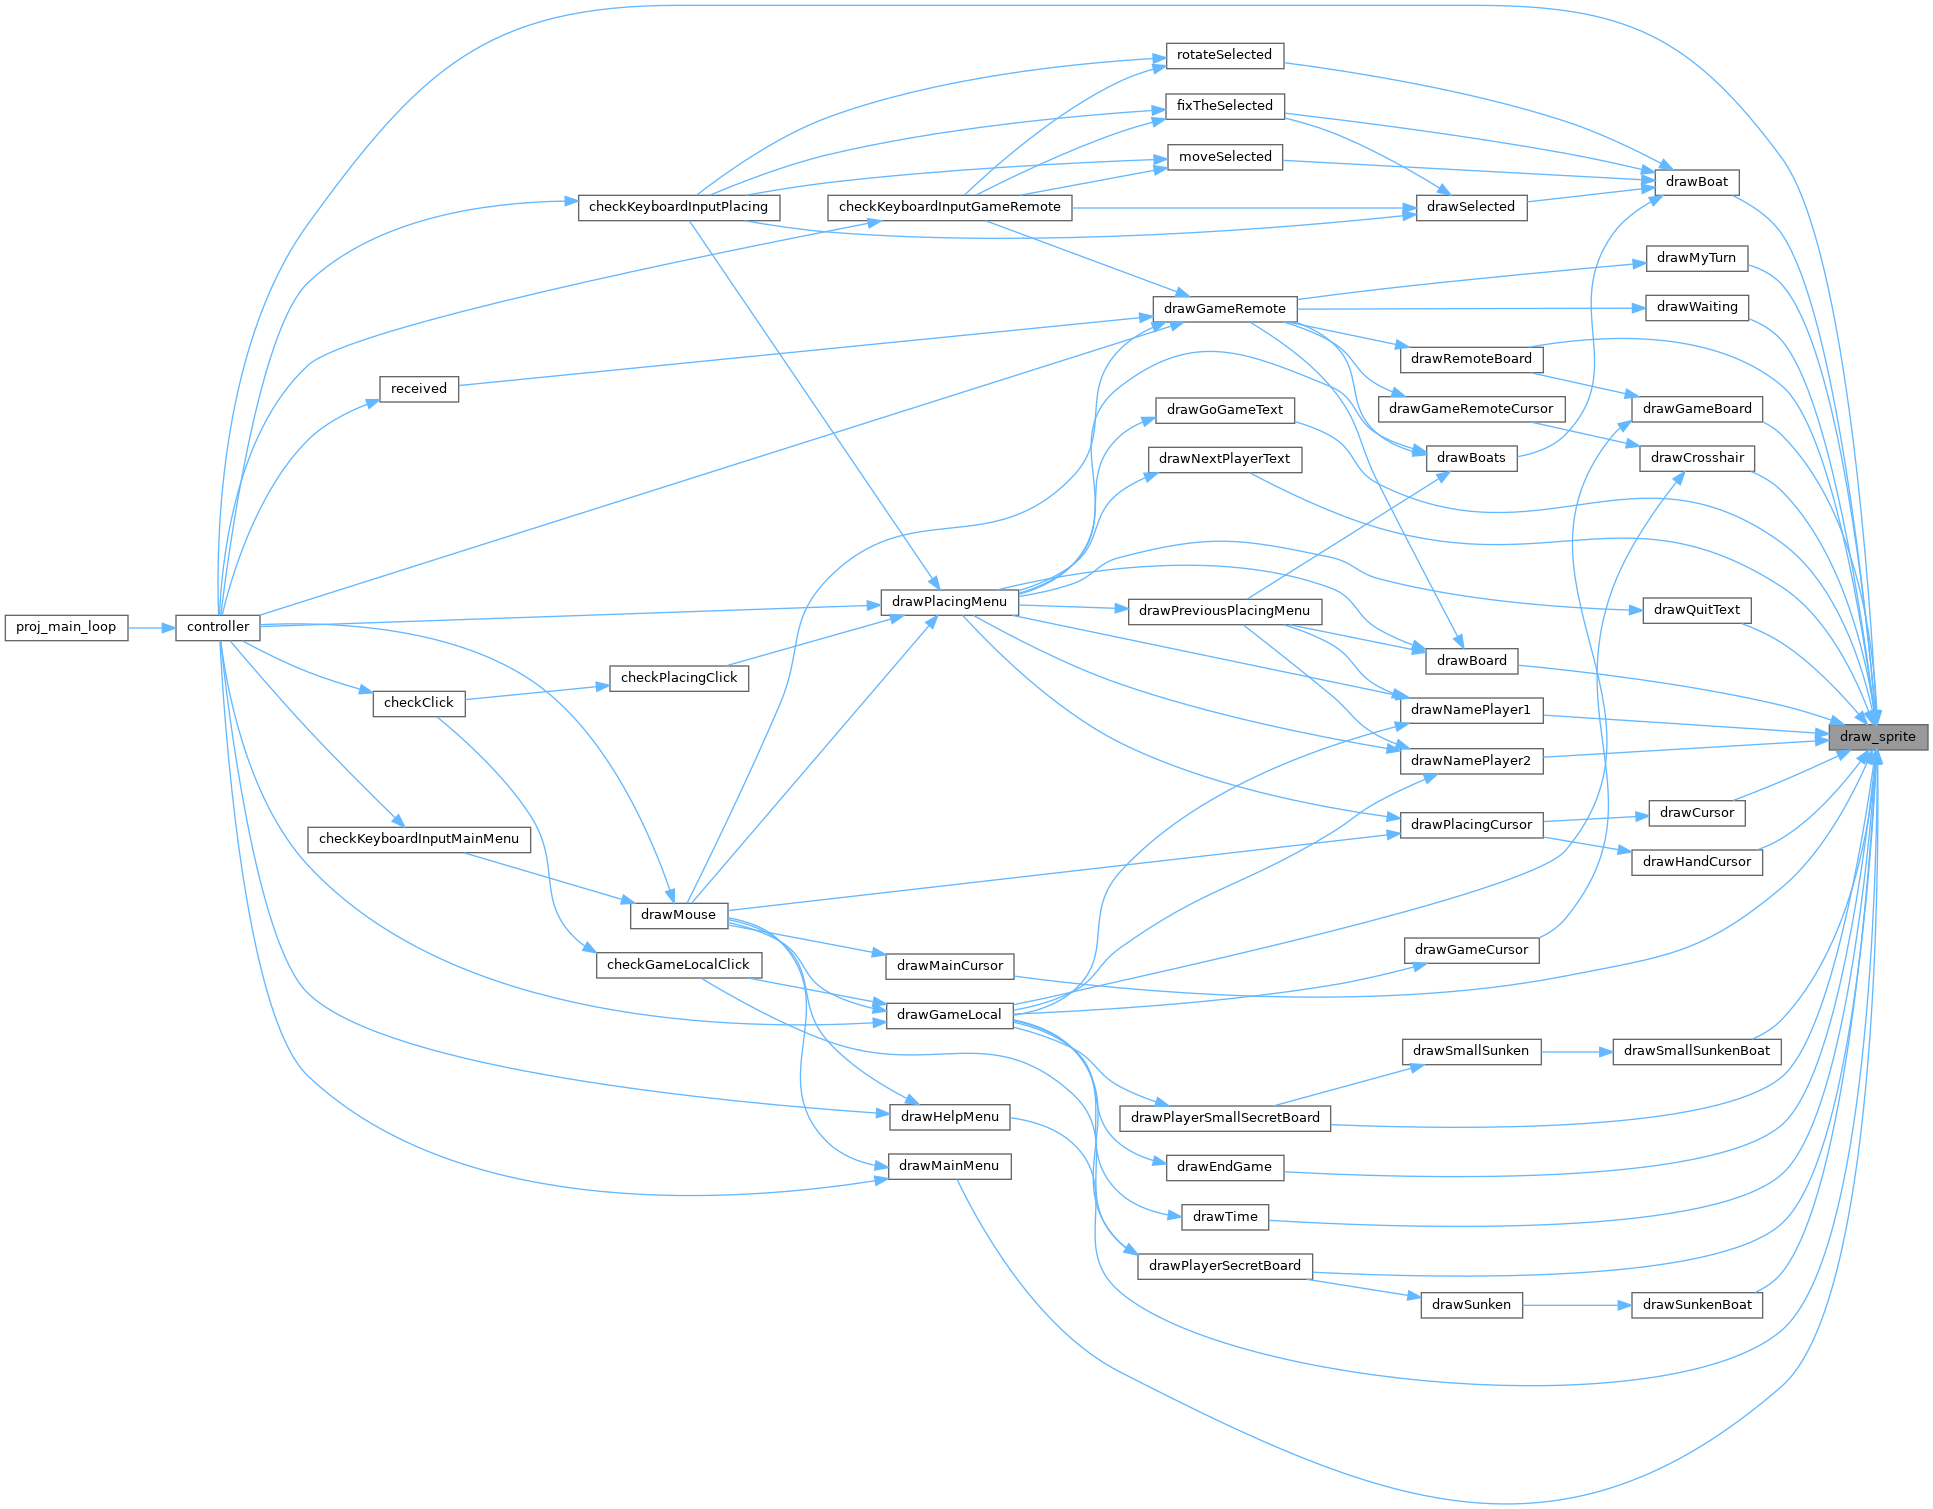 rotateSelected
fixTheSelected
moveSelected
drawBoat
checkKeyboardInputPlacing
checkKeyboardInputGameRemote
drawSelected
drawMyTurn
drawGameRemote
drawWaiting
drawRemoteBoard
received
drawGoGameText
drawGameRemoteCursor
drawGameBoard
drawNextPlayerText
drawBoats
drawCrosshair
drawPlacingMenu
drawPreviousPlacingMenu
drawQuitText
proj_main_loop
controller
drawBoard
checkPlacingClick
checkClick
drawNamePlayer1
draw_sprite
drawNamePlayer2
drawCursor
checkKeyboardInputMainMenu
drawPlacingCursor
drawHandCursor
drawMouse
drawGameCursor
checkGameLocalClick
drawMainCursor
drawGameLocal
drawSmallSunken
drawSmallSunkenBoat
drawHelpMenu
drawPlayerSmallSecretBoard
drawMainMenu
drawEndGame
drawTime
drawPlayerSecretBoard
drawSunken
drawSunkenBoat